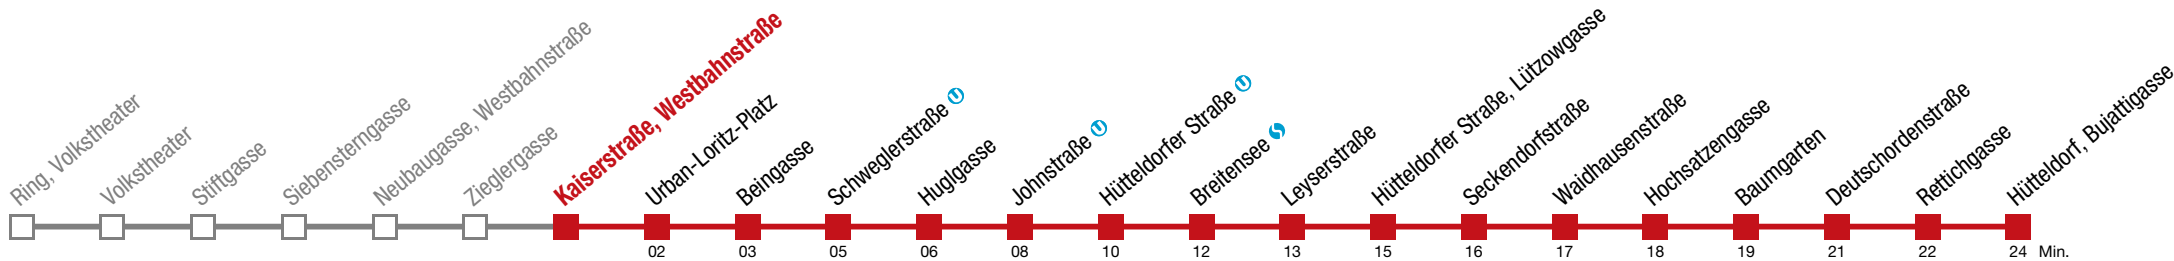 Ring, Volkstheater
Volkstheater
Stiftgasse
Siebensterngasse
Neubaugasse, Westbahnstraße
Zieglergasse
Kaiserstraße, Westbahnstraße
Urban-Loritz-Platz
Beingasse
Schweglerstraße U
Huglgasse
Johnstraße U
Hütteldorfer Straße U
Breitensee S
Leyserstraße
Hütteldorfer Straße, Lützowgasse
Seckendorfstraße
Waidhausenstraße
Hochsatzengasse
Baumgarten
Deutschordenstraße
Rettichgasse
Hütteldorf, Bujattigasse
02 03 05 06 08 10 12 13 15 16 17 18 19 21 22 24 Min.